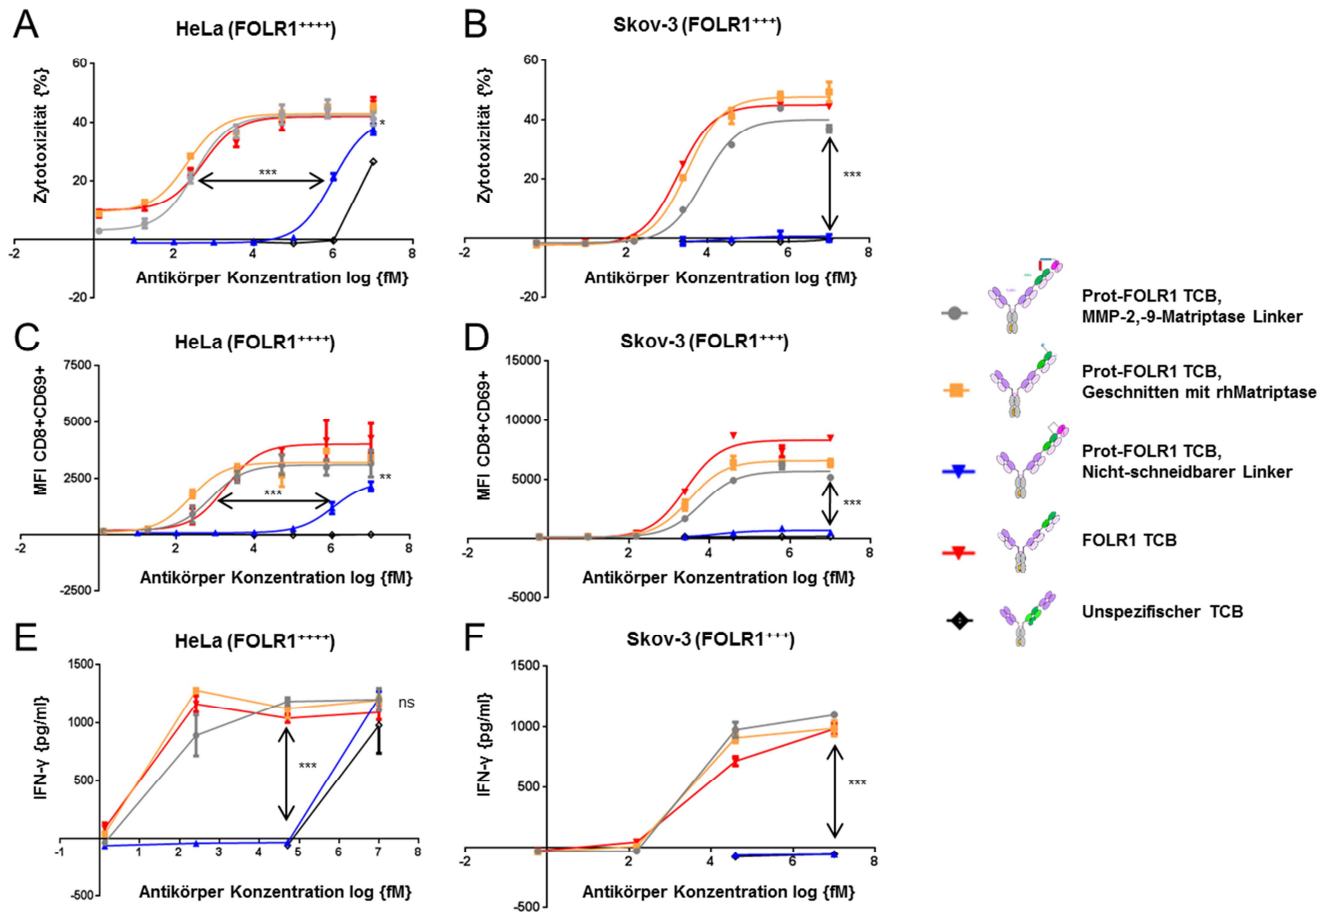 A
HeLa (FOLR1⁺⁺⁺⁺)
Zytotoxizität {%}
60
40
20
-20
-2
2
4
6
8
***
*
Antikörper Konzentration log {fM}
B
Skov-3 (FOLR1⁺⁺⁺)
Zytotoxizität {%}
60
40
20
-20
-2
2
4
6
8
***
Antikörper Konzentration log {fM}
C
HeLa (FOLR1⁺⁺⁺⁺)
MFI CD8+CD69+
7500
5000
2500
-2500
-2
2
4
6
8
***
**
Antikörper Konzentration log {fM}
D
Skov-3 (FOLR1⁺⁺⁺)
MFI CD8+CD69+
15000
10000
5000
-5000
-2
2
4
6
8
***
Antikörper Konzentration log {fM}
E
HeLa (FOLR1⁺⁺⁺⁺)
IFN-γ {pg/ml}
1500
1000
500
-500
-1
1
2
3
4
5
6
7
8
***
ns
Antikörper Konzentration log {fM}
F
Skov-3 (FOLR1⁺⁺⁺)
IFN-γ {pg/ml}
1500
1000
500
-500
-2
2
4
6
8
***
Antikörper Konzentration log {fM}
Prot-FOLR1 TCB,
MMP-2,-9-Matriptase Linker
Prot-FOLR1 TCB,
Geschnitten mit rhMatriptase
Prot-FOLR1 TCB,
Nicht-schneidbarer Linker
FOLR1 TCB
Unspezifischer TCB